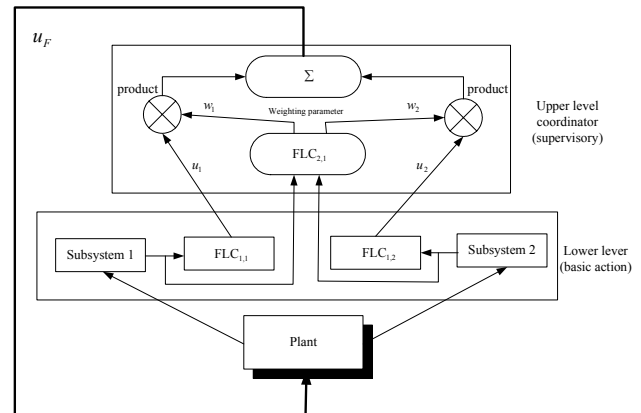 u_F
Σ
product
product
w_1
Weighting parameter
w_2
Upper level
coordinator
(supervisory)
FLC_{2,1}
u_1
u_2
Subsystem 1
FLC_{1,1}
FLC_{1,2}
Subsystem 2
Lower lever
(basic action)
Plant